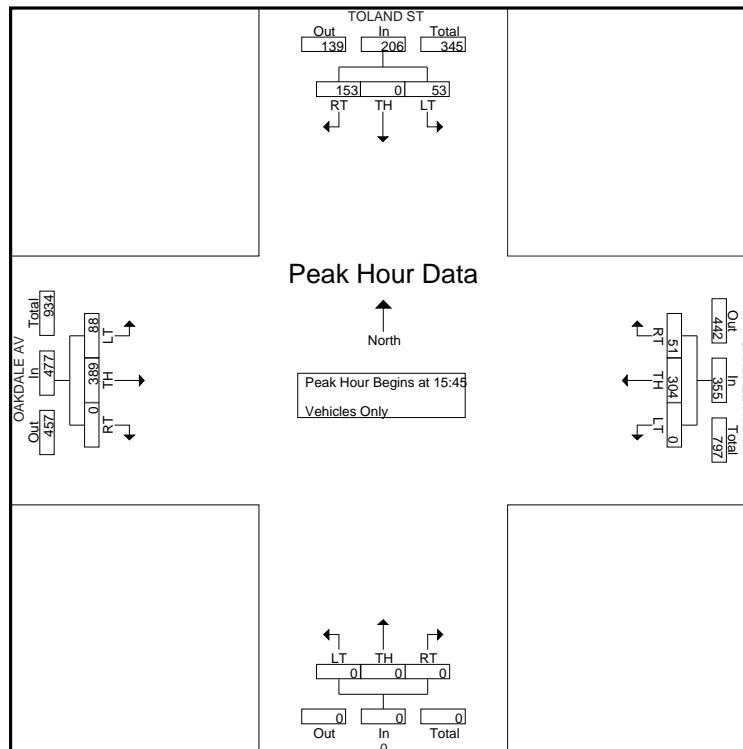 TOLAND ST
Out In Total
139 206 345
153 0 53
RT TH LT
Peak Hour Data
North
Peak Hour Begins at 15:45
Vehicles Only
OAKDALE AV
Total In Out
934 477 457
88 389 0
LT TH RT
RT TH LT
51 304 0
Out In Total
442 355 797
LT TH RT
0 0 0
0 0 0
Out In Total